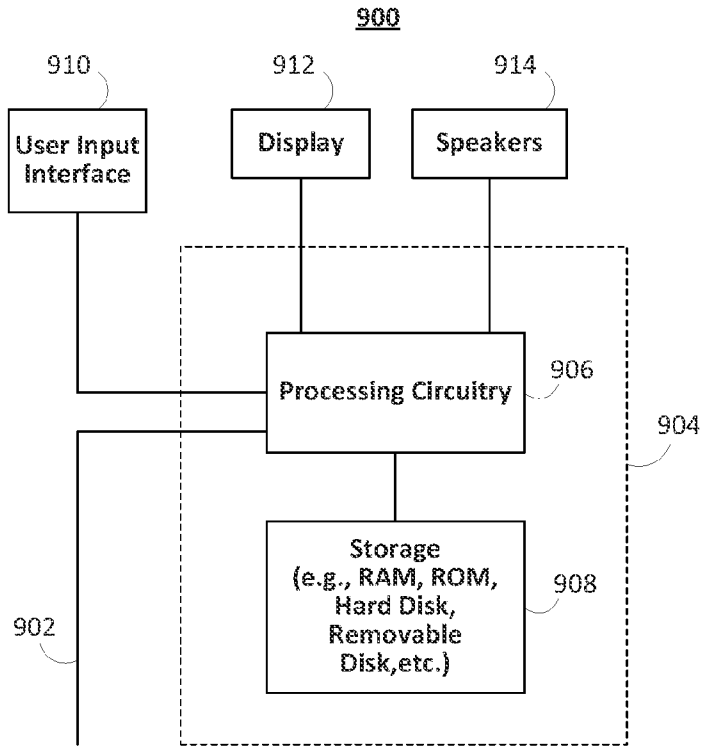 900
910
912
914
User Input
Interface
Display
Speakers
Processing Circuitry
906
904
Storage
(e.g., RAM, ROM,
Hard Disk,
Removable
Disk,etc.)
908
902